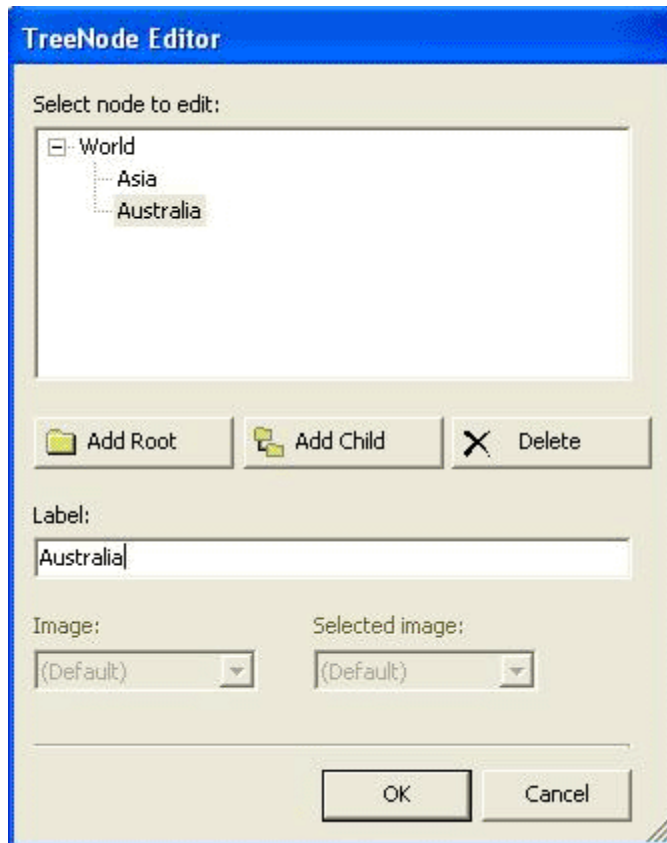 TreeNode Editor
Select node to edit:
World
Asia
Australia
Add Root Add Child Delete
Label:
Australia
Image: Selected image:
(Default) (Default)
OK Cancel